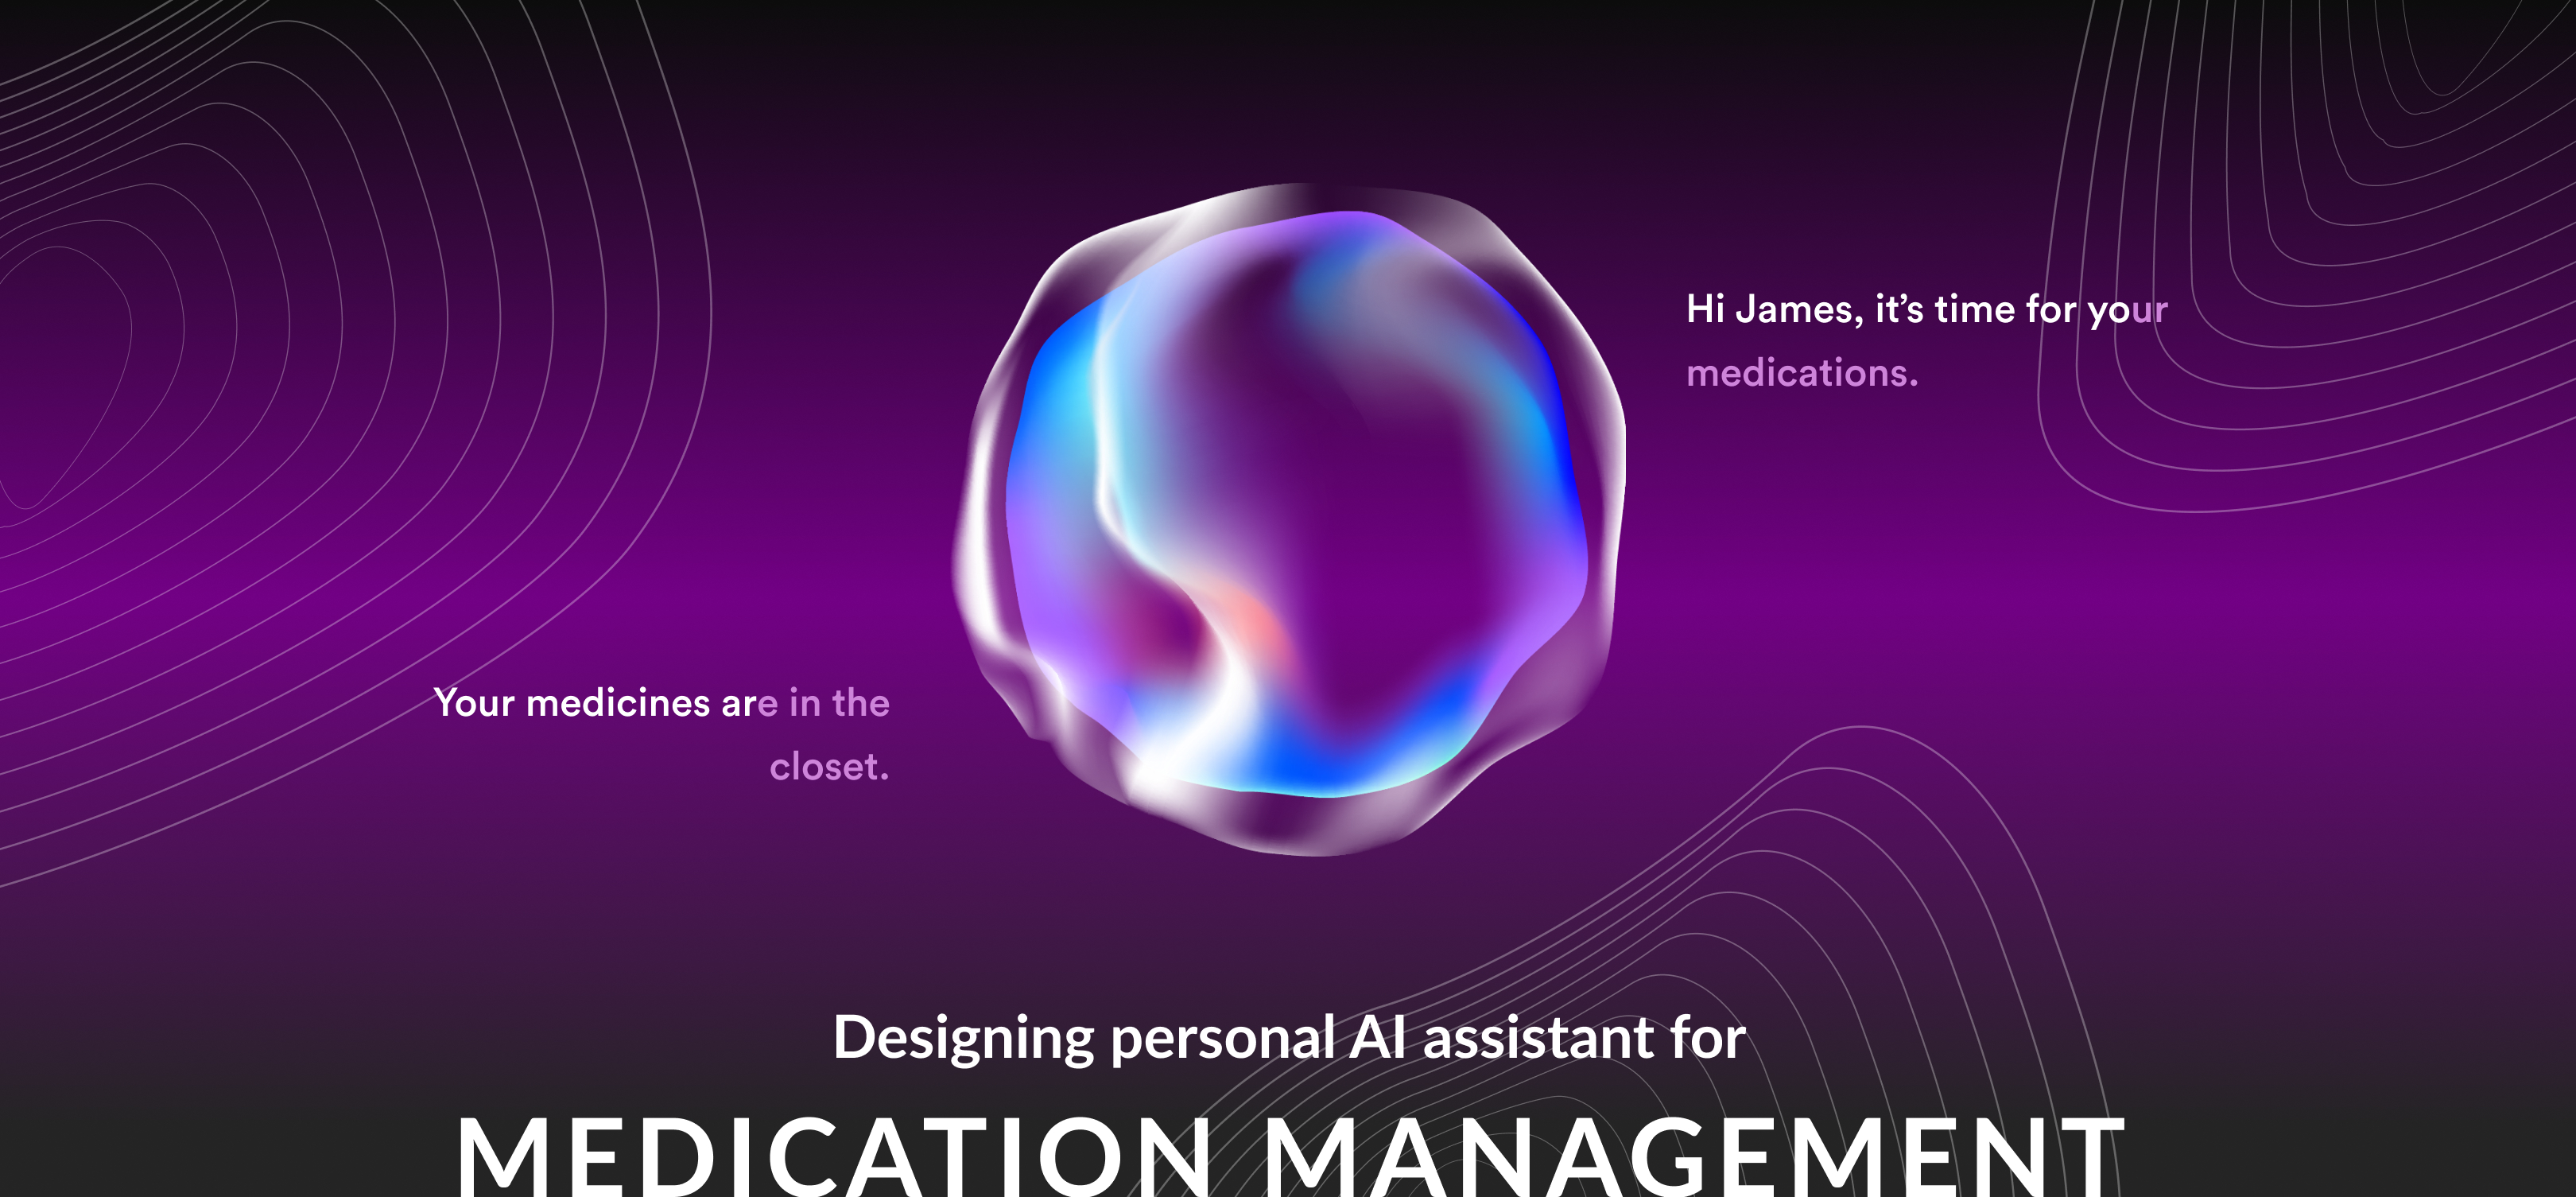 Hi James, it’s time for your
medications.
Your medicines are in the
closet.
Designing personal AI assistant for
MEDICATION MANAGEMENT